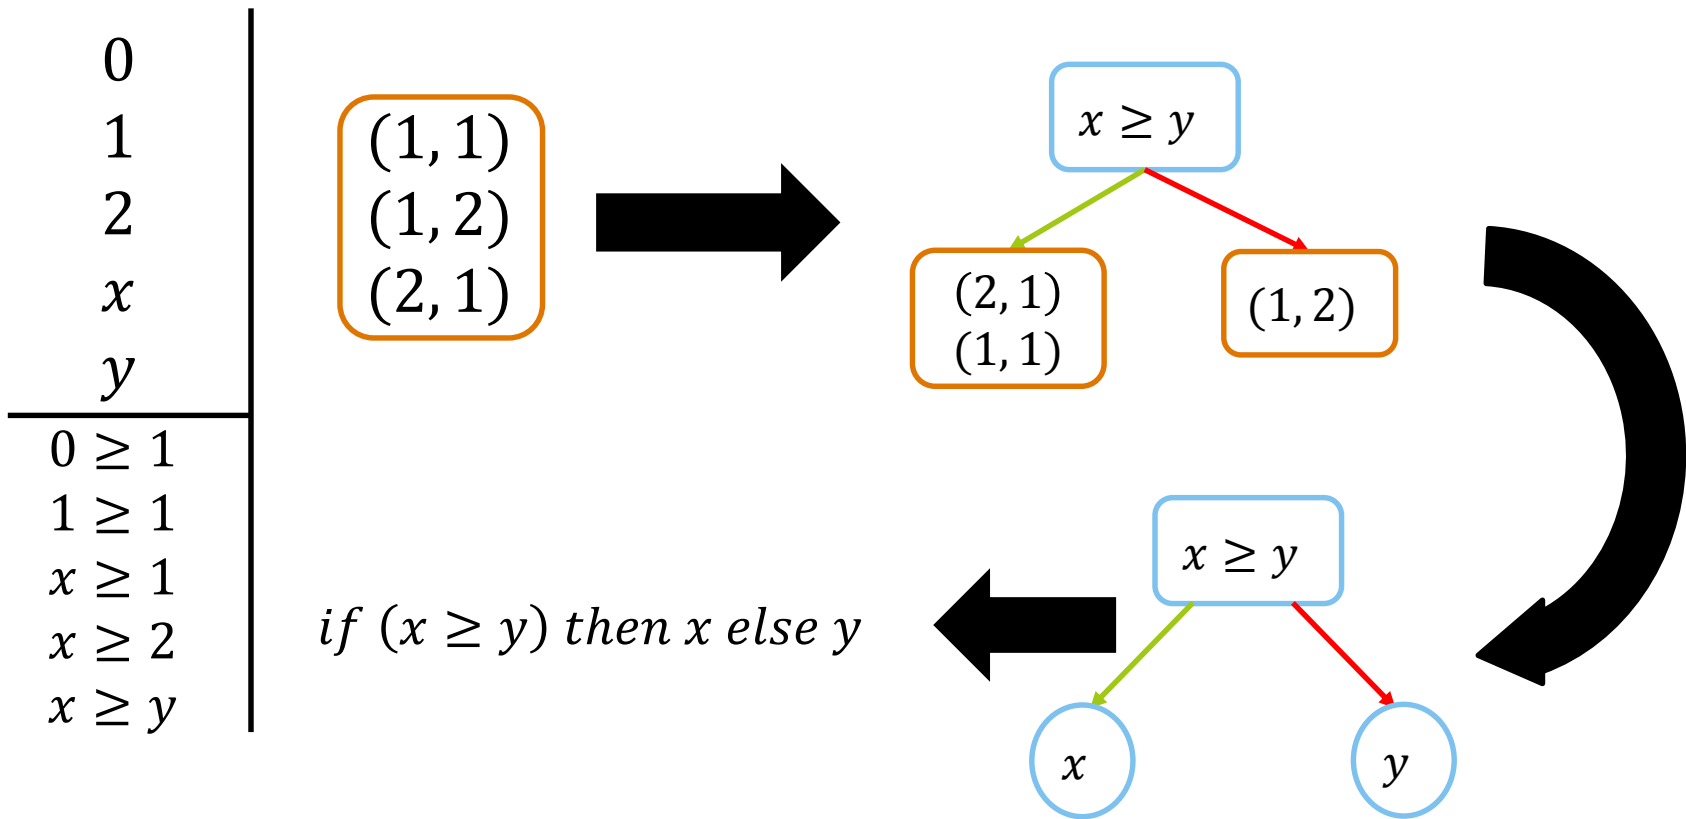 0
1
2
x
y
0 ≥ 1
1 ≥ 1
x ≥ 1
x ≥ 2
x ≥ y
(1, 1)
(1, 2)
(2, 1)
x ≥ y
(2, 1)
(1, 1)
(1, 2)
x ≥ y
x
y
if (x ≥ y) then x else y